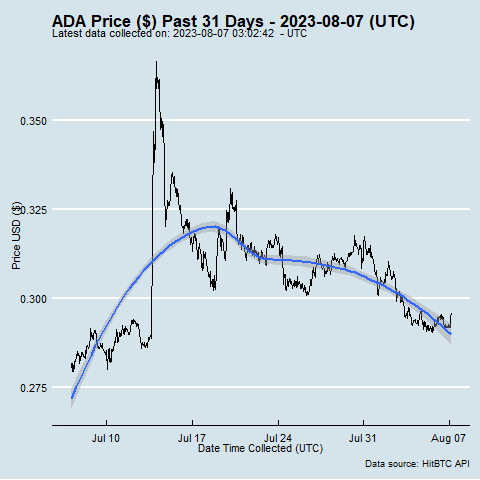 ADA Price ($) Past 31 Days - 2023-08-07 (UTC)
Latest data collected on: 2023-08-07 03:02:42  - UTC
0.350
0.325
0.300
0.275
Price USD ($)
Jul 10
Jul 17
Jul 24
Jul 31
Aug 07
Date Time Collected (UTC)
Data source: HitBTC API